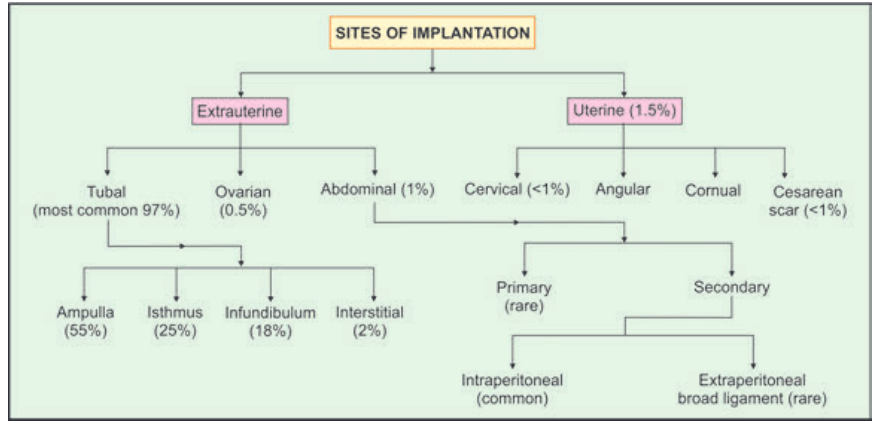 SITES OF IMPLANTATION
Extrauterine
Uterine (1.5%)
Tubal
(most common 97%)
Ovarian
(0.5%)
Abdominal (1%)
Cervical (<1%)
Angular
Cornual
Cesarean
scar (<1%)
Primary
(rare)
Secondary
Ampulla
(55%)
Isthmus
(25%)
Infundibulum
(18%)
Interstitial
(2%)
Intraperitoneal
(common)
Extraperitoneal
broad ligament (rare)